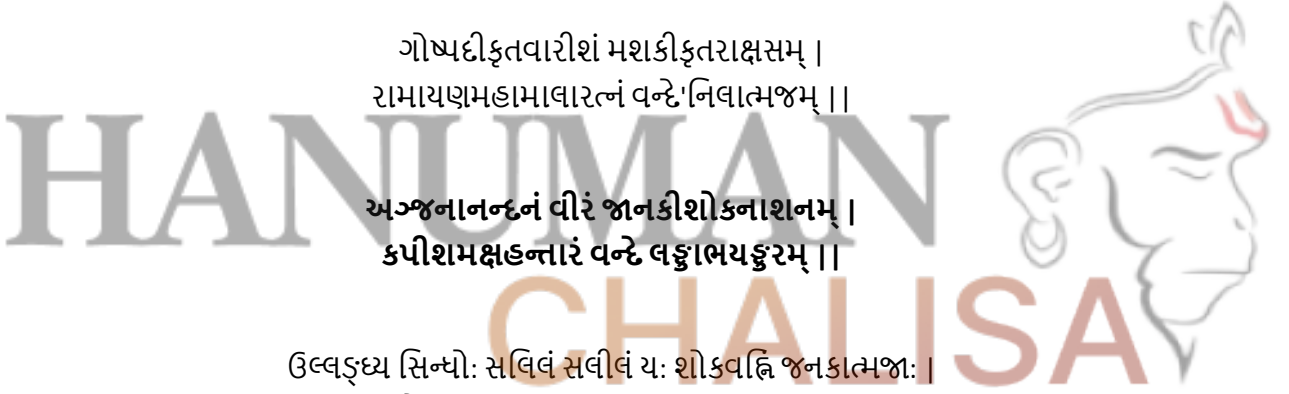 ગોષ્પદીકૃતવારીશં મશકીકૃતરાક્ષસમ્ |
રામાયણમહામાલારત્નં વન્દે'નિલાત્મજમ્ ||
HANUMAN
અઞ્જનાનન્દનં વીરં જાનકીશોકનાશનમ્ |
કપીશમક્ષહન્તારં વન્દે લઙ્કાભયઙ્કરમ્ ||
CHALISA
ઉલ્લઙ્ઘ્ય સિન્ધો: સલિલં સલીલં ય: શોકવહ્નિ જનકાત્મજા: |